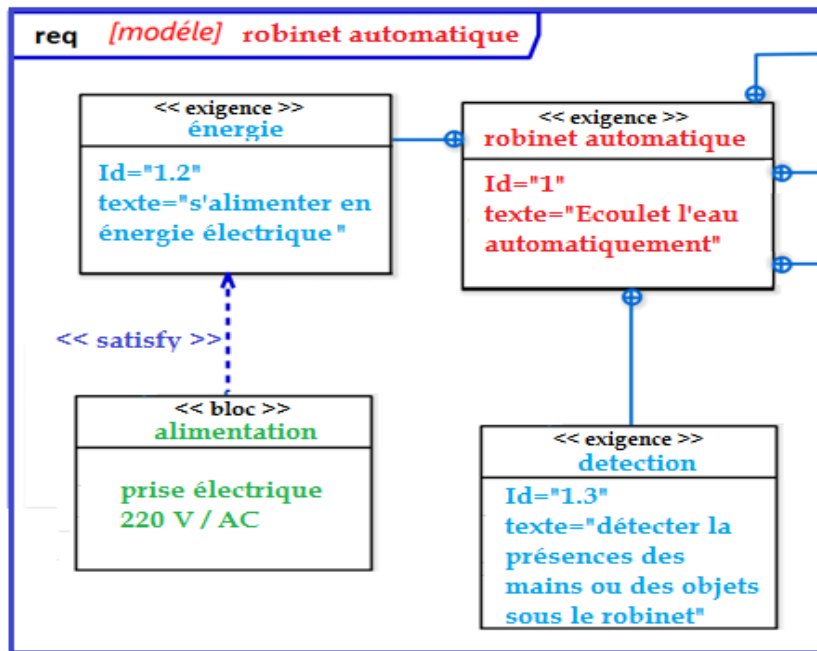 req [modéle] robinet automatique
<< exigence >>
énergie
Id="1.2"
texte="s'alimenter en
énergie électrique "
<< exigence >>
robinet automatique
Id="1"
texte="Ecoulet l'eau
automatiquement"
<< satisfy >>
<< bloc >>
alimentation
prise électrique
220 V / AC
<< exigence >>
detection
Id="1.3"
texte="détecter la
présences des
mains ou des objets
sous le robinet"